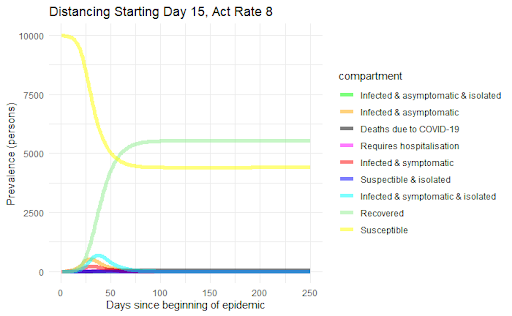 Distancing Starting Day 15, Act Rate 8
10000
7500
5000
2500
0
Prevalence (persons)
0 50 100 150 200 250
Days since beginning of epidemic
compartment
Infected & asymptomatic & isolated
Infected & asymptomatic
Deaths due to COVID-19
Requires hospitalisation
Infected & symptomatic
Suspectible & isolated
Infected & symptomatic & isolated
Recovered
Susceptible